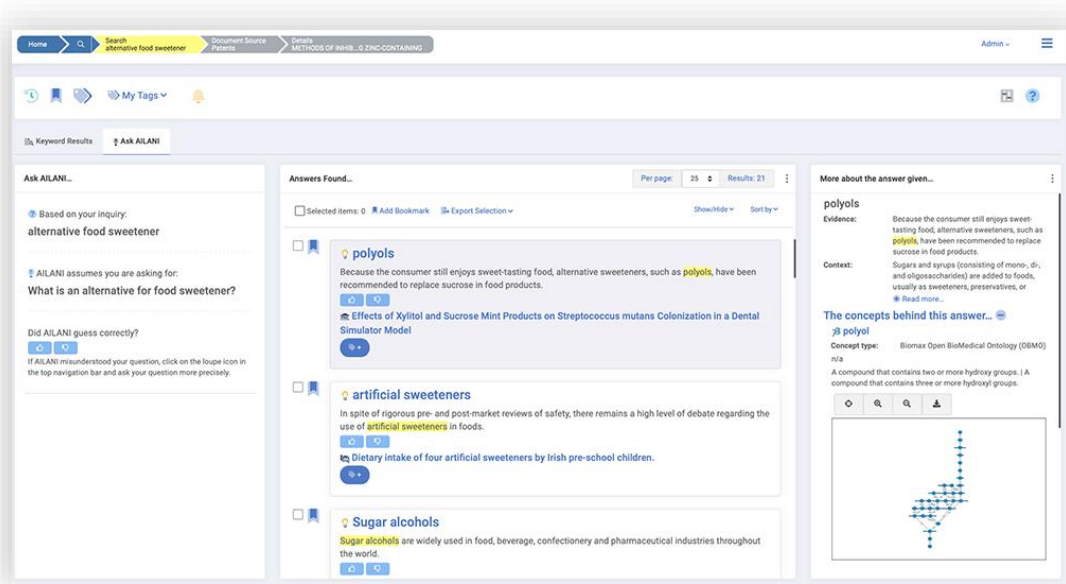 Home
Search
alternative food sweetener
Document Source
Patents
Details
METHODS OF INHIB...0 ZINC-CONTAINING
Admin
My Tags
?
Keyword Results
Ask AILANI
Ask AILANI...
Based on your inquiry:
alternative food sweetener
AILANI assumes you are asking for:
What is an alternative for food sweetener?
Did AILANI guess correctly?
If AILANI misunderstood your question, click on the loupe icon in
the top navigation bar and ask your question more precisely.
Answers Found...
Per page: 25 Results: 21
Selected items: 0 Add Bookmark Export Selection Show/Hide Sort by
polyols
Because the consumer still enjoys sweet-tasting food, alternative sweeteners, such as polyols, have been
recommended to replace sucrose in food products.
Effects of Xylitol and Sucrose Mint Products on Streptococcus mutans Colonization in a Dental
Simulator Model
+
artificial sweeteners
In spite of rigorous pre- and post-market reviews of safety, there remains a high level of debate regarding the
use of artificial sweeteners in foods.
Dietary intake of four artificial sweeteners by Irish pre-school children.
+
Sugar alcohols
Sugar alcohols are widely used in food, beverage, confectionery and pharmaceutical industries throughout
the world.
More about the answer given...
polyols
Evidence: Because the consumer still enjoys sweet-
tasting food, alternative sweeteners, such as
polyols, have been recommended to replace
sucrose in food products.
Context: Sugars and syrups (consisting of mono-, di-,
and oligosaccharides) are added to foods,
usually as sweeteners, preservatives, or
Read more...
The concepts behind this answer...
polyol
Concept type: Biomax Open BioMedical Ontology (OBMO)
n/a
A compound that contains two or more hydroxy groups. | A
compound that contains three or more hydroxyl groups.